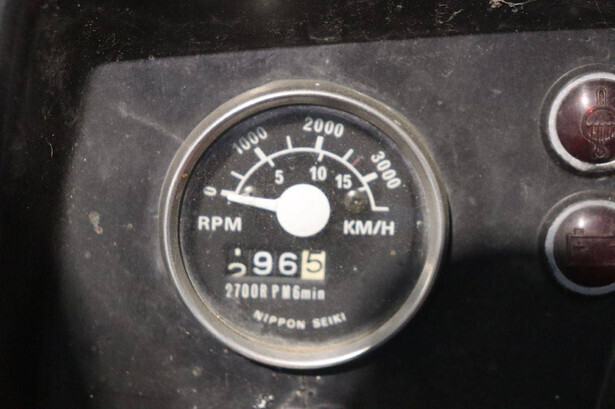 0 1000 2000 3000
5 10 15
RPM KM/H
965
2700RPM6min
NIPPON SEIKI